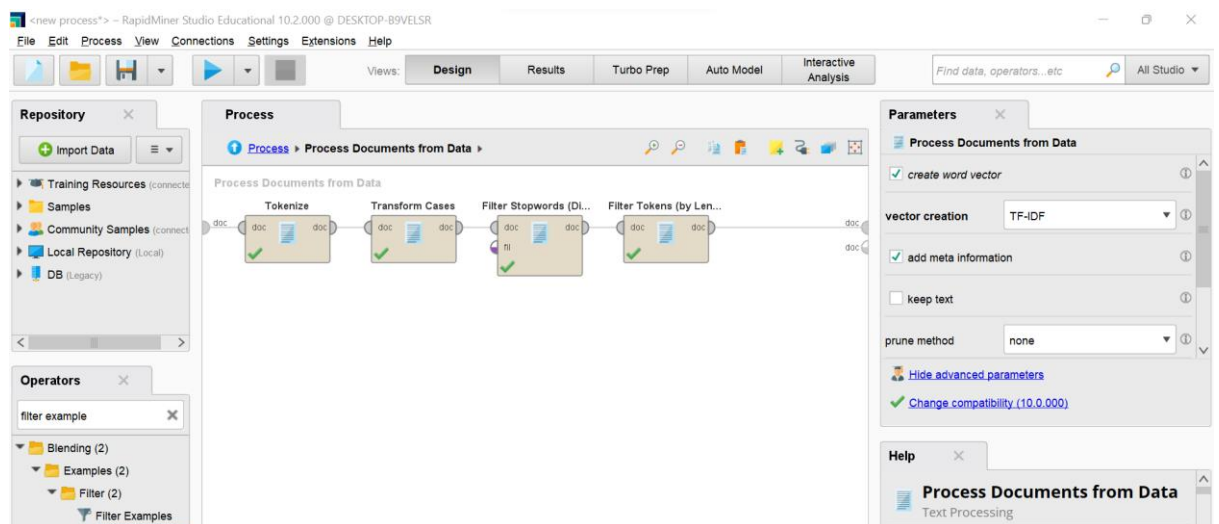 <new process*> – RapidMiner Studio Educational 10.2.000 @ DESKTOP-B9VELSR
File Edit Process View Connections Settings Extensions Help
Views: Design Results Turbo Prep Auto Model Interactive Analysis
Find data, operators...etc
All Studio
Repository
Import Data
Training Resources (connecte
Samples
Community Samples (connect
Local Repository (Local)
DB (Legacy)
Operators
filter example
Blending (2)
Examples (2)
Filter (2)
Filter Examples
Process
Process Process Documents from Data
Process Documents from Data
Tokenize Transform Cases Filter Stopwords (Di... Filter Tokens (by Len...
doc doc doc doc doc doc doc doc doc doc
fil doc
Parameters
Process Documents from Data
create word vector
vector creation TF-IDF
add meta information
keep text
prune method none
Hide advanced parameters
Change compatibility (10.0.000)
Help
Process Documents from Data
Text Processing